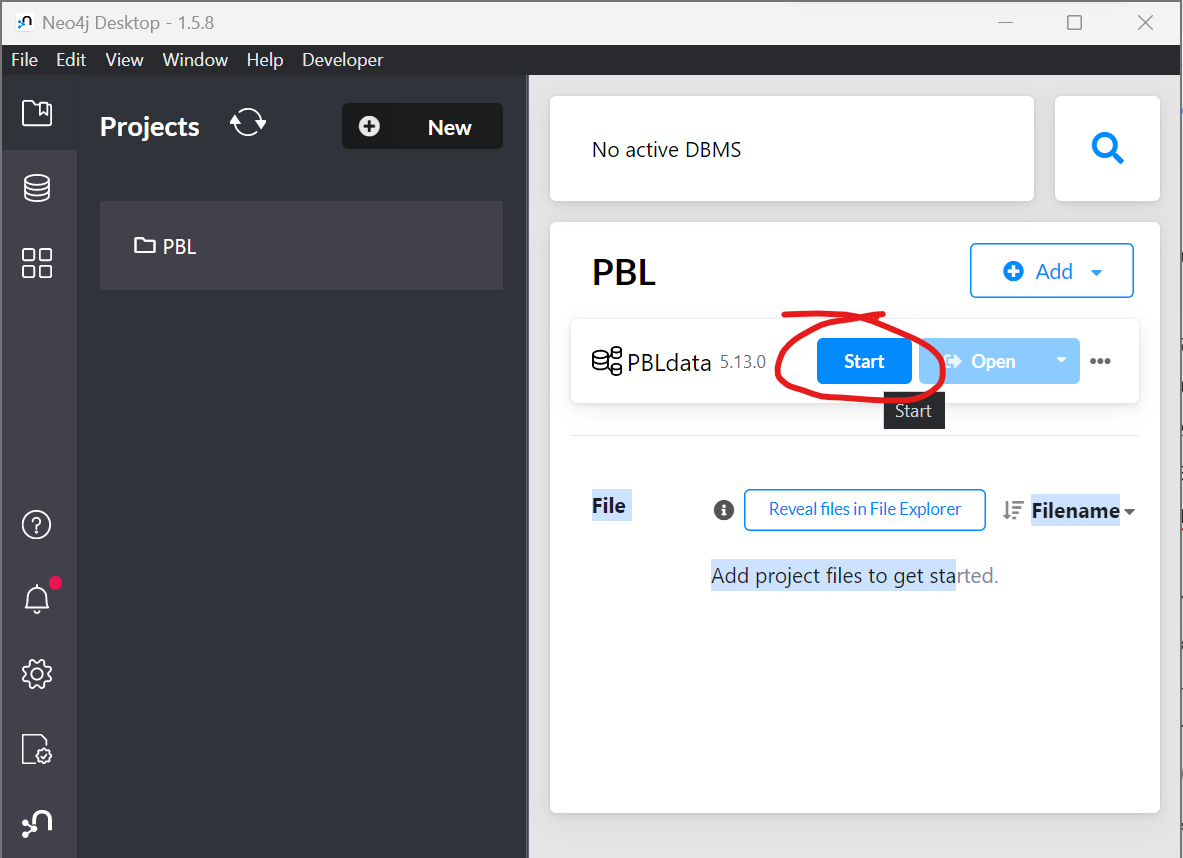 Neo4j Desktop - 1.5.8
File Edit View Window Help Developer
Projects
New
PBL
No active DBMS
PBL
Add
PBLdata 5.13.0
Start
Open
Start
File
Reveal files in File Explorer
Filename
Add project files to get started.